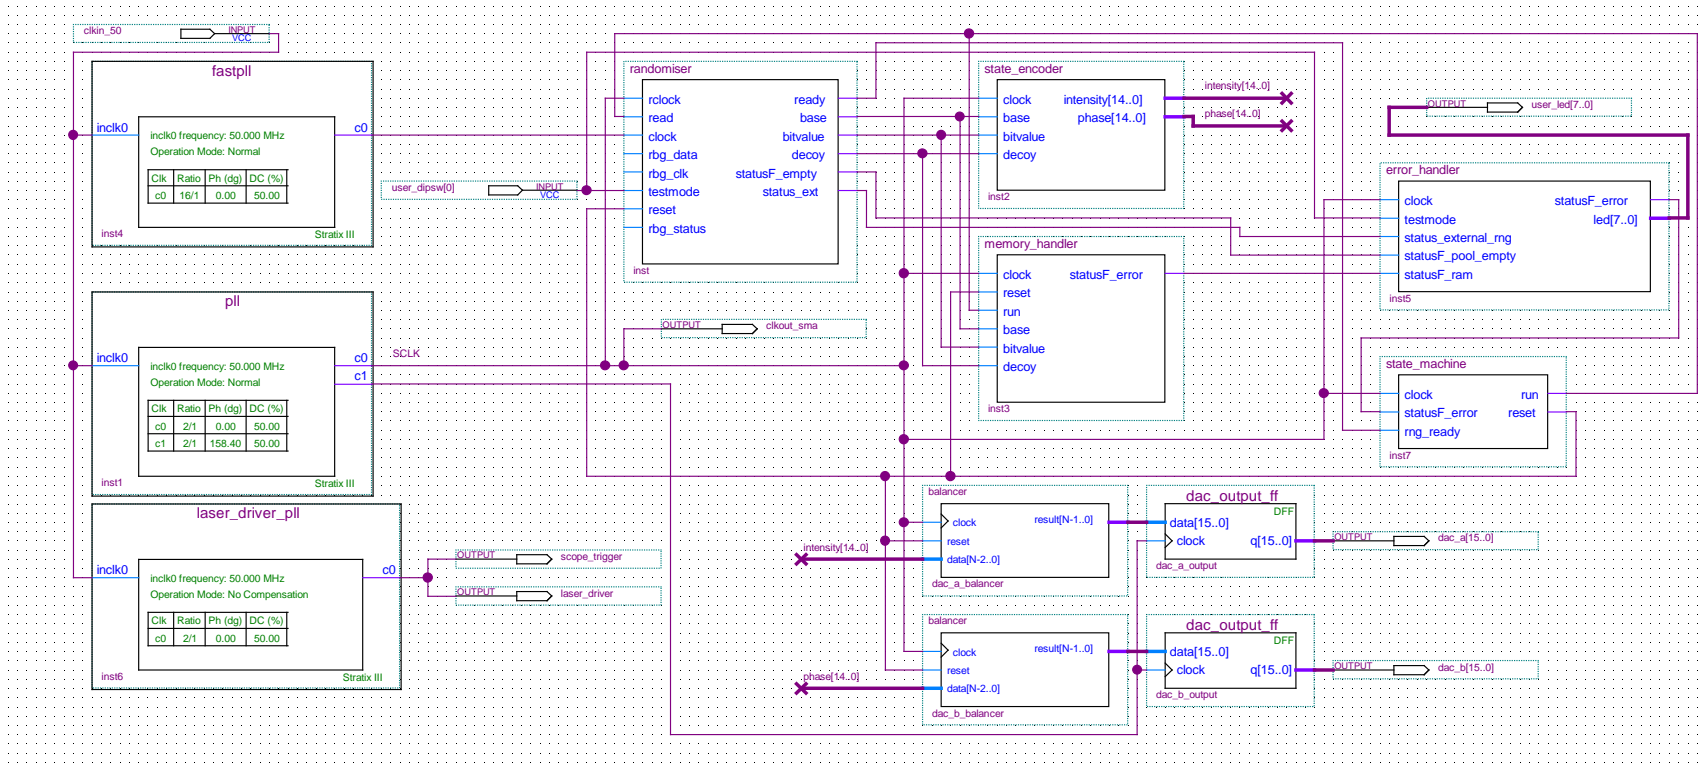 clkin_50
INPUT
VCC
fastpll
inclk0
c0
inclk0 frequency: 50.000 MHz
Operation Mode: Normal
Clk Ratio Ph (dg) DC (%)
c0 16/1 0.00 50.00
inst4
Stratix III
pll
inclk0
c0
c1
inclk0 frequency: 50.000 MHz
Operation Mode: Normal
Clk Ratio Ph (dg) DC (%)
c0 2/1 0.00 50.00
c1 2/1 158.40 50.00
inst1
Stratix III
SCLK
laser_driver_pll
inclk0
c0
inclk0 frequency: 50.000 MHz
Operation Mode: No Compensation
Clk Ratio Ph (dg) DC (%)
c0 2/1 0.00 50.00
inst6
Stratix III
OUTPUT
scope_trigger
OUTPUT
laser_driver
user_dipsw[0]
INPUT
VCC
OUTPUT
clkout_sma
randomiser
rclock
read
clock
rbg_data
rbg_clk
testmode
reset
rbg_status
ready
base
bitvalue
decoy
statusF_empty
status_ext
inst
state_encoder
clock
base
bitvalue
decoy
intensity[14..0]
phase[14..0]
inst2
intensity[14..0]
phase[14..0]
memory_handler
clock
reset
run
base
bitvalue
decoy
statusF_error
inst3
OUTPUT
user_led[7..0]
error_handler
clock
testmode
status_external_rng
statusF_pool_empty
statusF_ram
statusF_error
led[7..0]
inst5
state_machine
clock
statusF_error
rng_ready
run
reset
inst7
intensity[14..0]
balancer
clock
reset
data[N-2..0]
result[N-1..0]
dac_a_balancer
dac_output_ff
DFF
data[15..0]
clock
q[15..0]
dac_a_output
OUTPUT
dac_a[15..0]
phase[14..0]
balancer
clock
reset
data[N-2..0]
result[N-1..0]
dac_b_balancer
dac_output_ff
DFF
data[15..0]
clock
q[15..0]
dac_b_output
OUTPUT
dac_b[15..0]